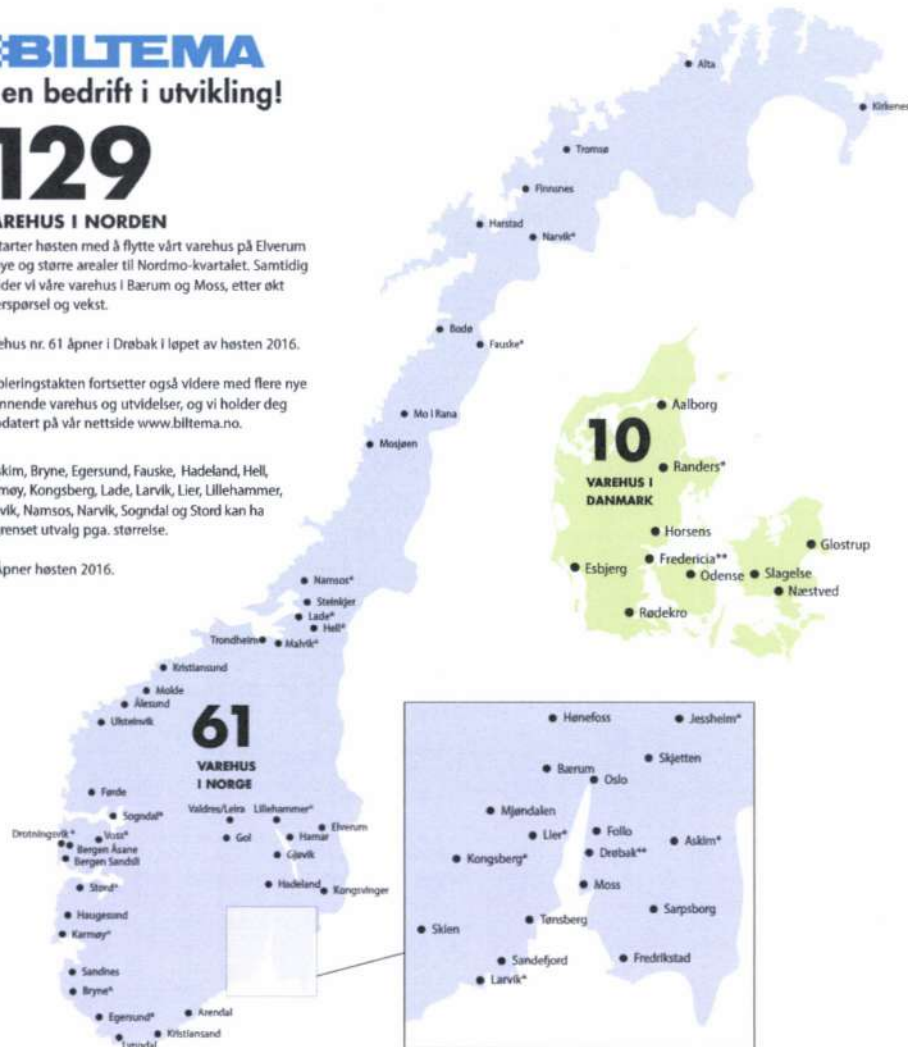 BILTEMA
en bedrift i utvikling!
129
AREHUS I NORDEN
tarter høsten med å flytte vårt varehus på Elverum
ye og større arealer til Nordmo-kvartalet. Samtidig
der vi våre varehus i Bærum og Moss, etter økt
erspørsel og vekst.
ehus nr. 61 åpner i Drøbak i løpet av høsten 2016.
bleringstakten fortsetter også videre med flere nye
nnende varehus og utvidelser, og vi holder deg
datert på vår nettside www.biltema.no.
skim, Bryne, Egersund, Fauske, Hadeland, Hell,
møy, Kongsberg, Lade, Larvik, Lier, Lillehammer,
vik, Namsos, Narvik, Sogndal og Stord kan ha
renset utvalg pga. størrelse.
Åpner høsten 2016.
Alta
Kirkenes
Tromsø
Finnsnes
Harstad
Narvik*
Bodø
Fauske*
Mo I Rana
Mosjøen
Namsos*
Steinkjer
Lade*
Hell*
Trondheim
Malvik*
Kristiansund
Molde
Ålesund
Ulsteinvik
61
VAREHUS
I NORGE
Førde
Sogndal*
Valdres/Leira
Lillehammer*
Elverum
Drotningsvik*
Voss*
Gol
Hamar
Bergen Åsane
Gjøvik
Bergen Sandsli
Hadeland
Kongsvinger
Stord*
Haugesund
Karmøy*
Sandnes
Bryne*
Egersund*
Arendal
Kristiansand
Lyngdal
10
VAREHUS I
DANMARK
Aalborg
Randers*
Horsens
Glostrup
Fredericia**
Esbjerg
Odense
Slagelse
Næstved
Rødekro
Hønefoss
Jessheim*
Skjetten
Bærum
Oslo
Mjøndalen
Lier*
Follo
Askim*
Drøbak**
Kongsberg*
Moss
Sarpsborg
Tønsberg
Skien
Sandefjord
Fredrikstad
Larvik*